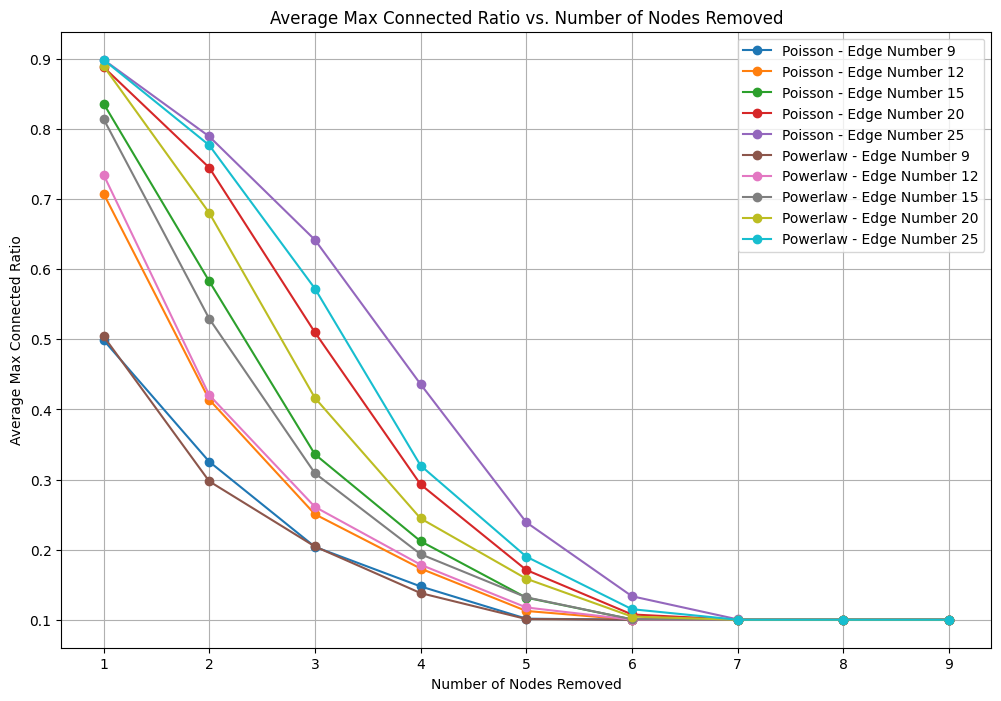 Average Max Connected Ratio vs. Number of Nodes Removed
Average Max Connected Ratio
0.9
0.8
0.7
0.6
0.5
0.4
0.3
0.2
0.1
Poisson - Edge Number 9
Poisson - Edge Number 12
Poisson - Edge Number 15
Poisson - Edge Number 20
Poisson - Edge Number 25
Powerlaw - Edge Number 9
Powerlaw - Edge Number 12
Powerlaw - Edge Number 15
Powerlaw - Edge Number 20
Powerlaw - Edge Number 25
1 2 3 4 5 6 7 8 9
Number of Nodes Removed